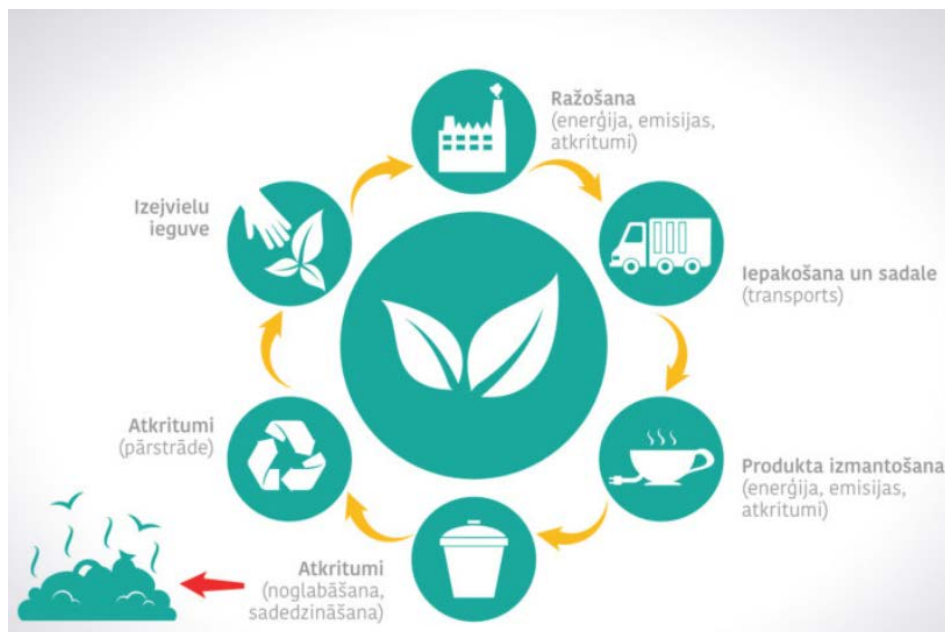 Ražošana
(enerģija, emisijas,
atkritumi)
Izejvielu
ieguve
Iepakošana un sadale
(transports)
Produkta izmantošana
(enerģija, emisijas,
atkritumi)
Atkritumi
(noglabāšana,
sadedzināšana)
Atkritumi
(pārstrāde)